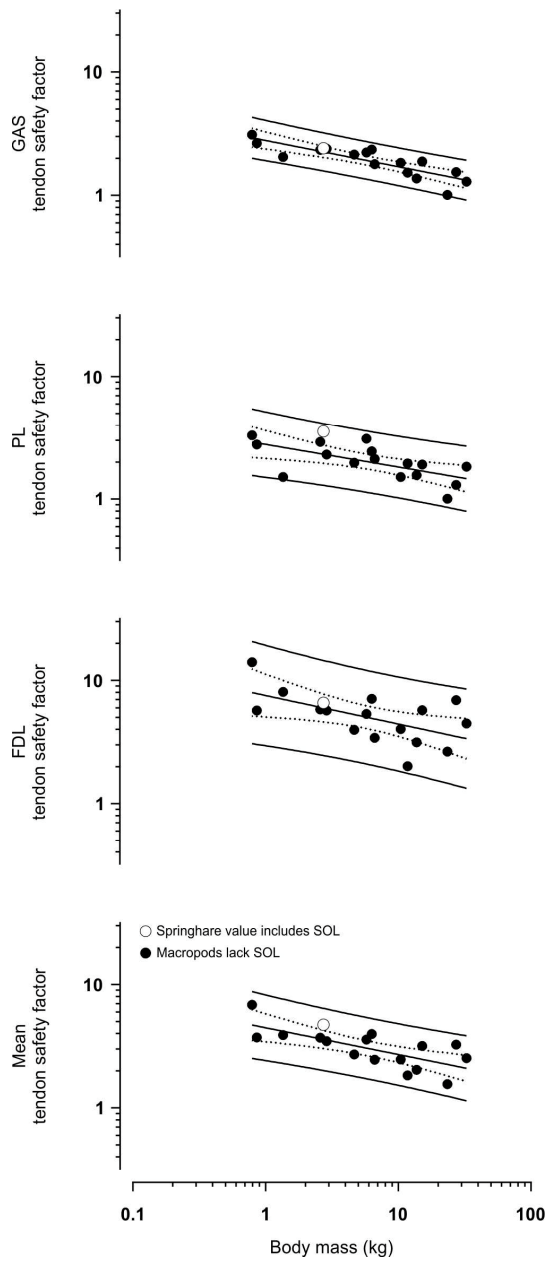 GAS
tendon safety factor
10
1
PL
tendon safety factor
10
1
FDL
tendon safety factor
10
1
Mean
tendon safety factor
10
1
Springhare value includes SOL
Macropods lack SOL
0.1 1 10 100
Body mass (kg)